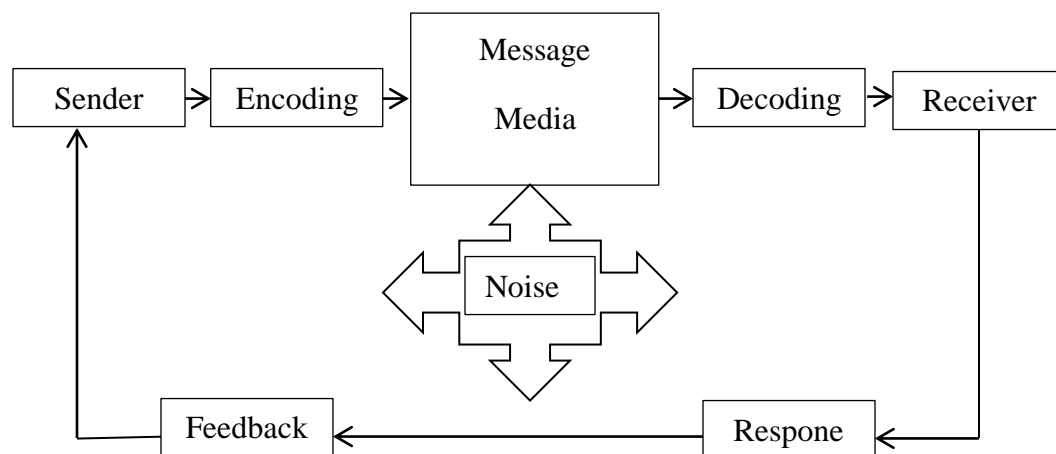 Message
Sender
Encoding
Media
Decoding
Receiver
Noise
Feedback
Respone